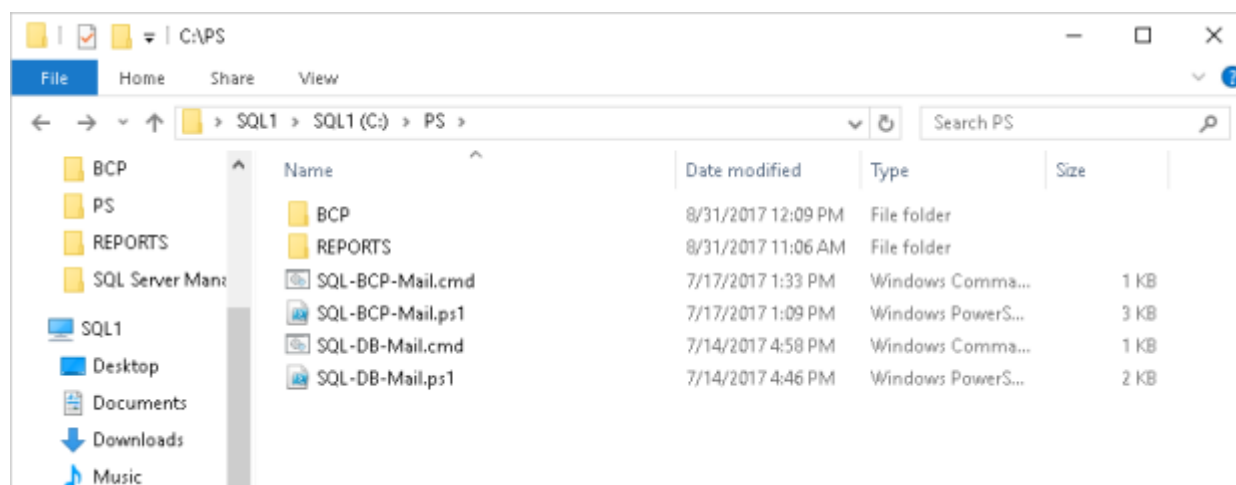 C:\PS
File Home Share View
SQL1 > SQL1 (C:) > PS >
Search PS
BCP
PS
REPORTS
SQL Server Mana
SQL1
Desktop
Documents
Downloads
Music
Name Date modified Type Size
BCP 8/31/2017 12:09 PM File folder
REPORTS 8/31/2017 11:06 AM File folder
SQL-BCP-Mail.cmd 7/17/2017 1:33 PM Windows Comma... 1 KB
SQL-BCP-Mail.ps1 7/17/2017 1:09 PM Windows PowerS... 3 KB
SQL-DB-Mail.cmd 7/14/2017 4:58 PM Windows Comma... 1 KB
SQL-DB-Mail.ps1 7/14/2017 4:46 PM Windows PowerS... 2 KB